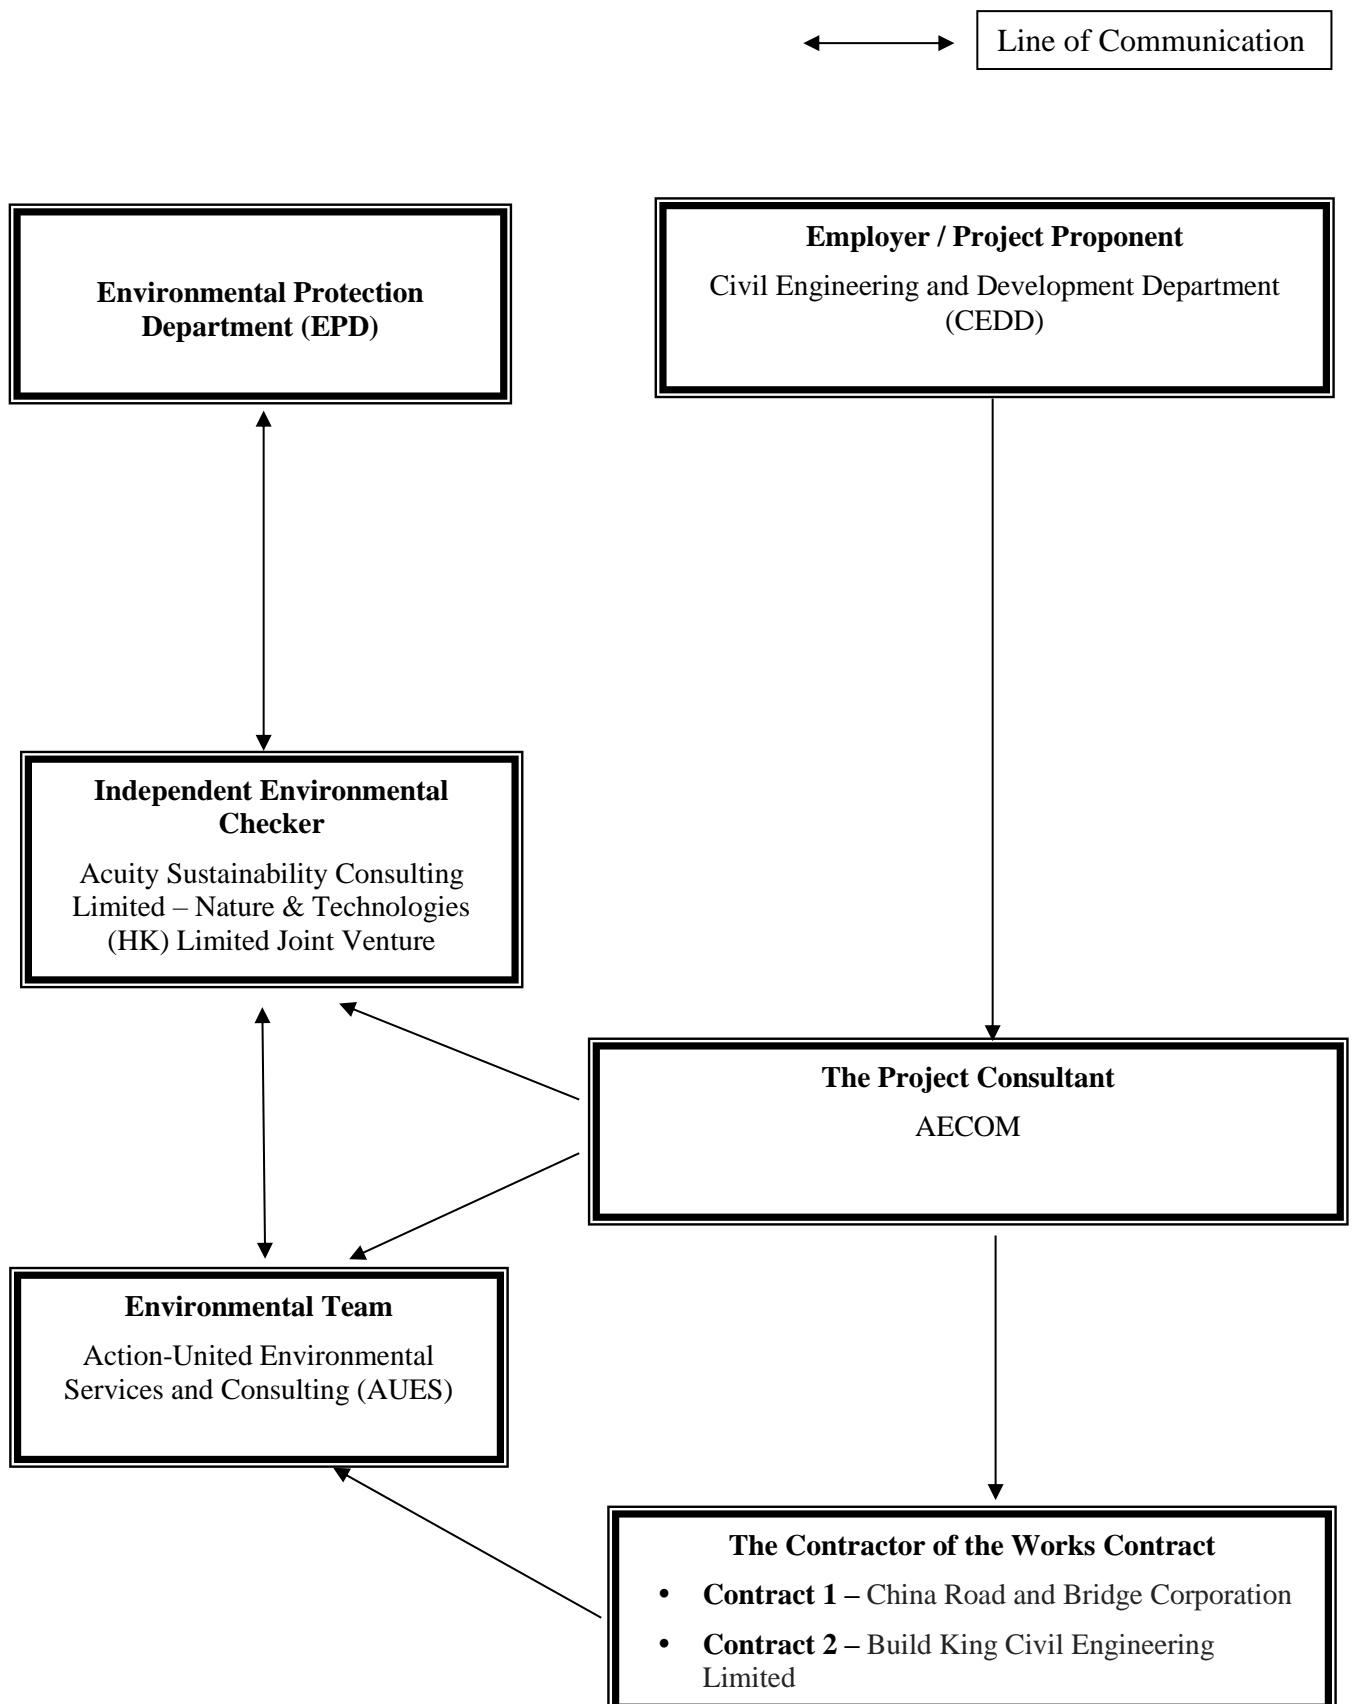 Line of Communication
Environmental Protection
Department (EPD)
Employer / Project Proponent
Civil Engineering and Development Department
(CEDD)
Independent Environmental
Checker
Acuity Sustainability Consulting
Limited – Nature & Technologies
(HK) Limited Joint Venture
The Project Consultant
AECOM
Environmental Team
Action-United Environmental
Services and Consulting (AUES)
The Contractor of the Works Contract
• Contract 1 – China Road and Bridge Corporation
• Contract 2 – Build King Civil Engineering
Limited